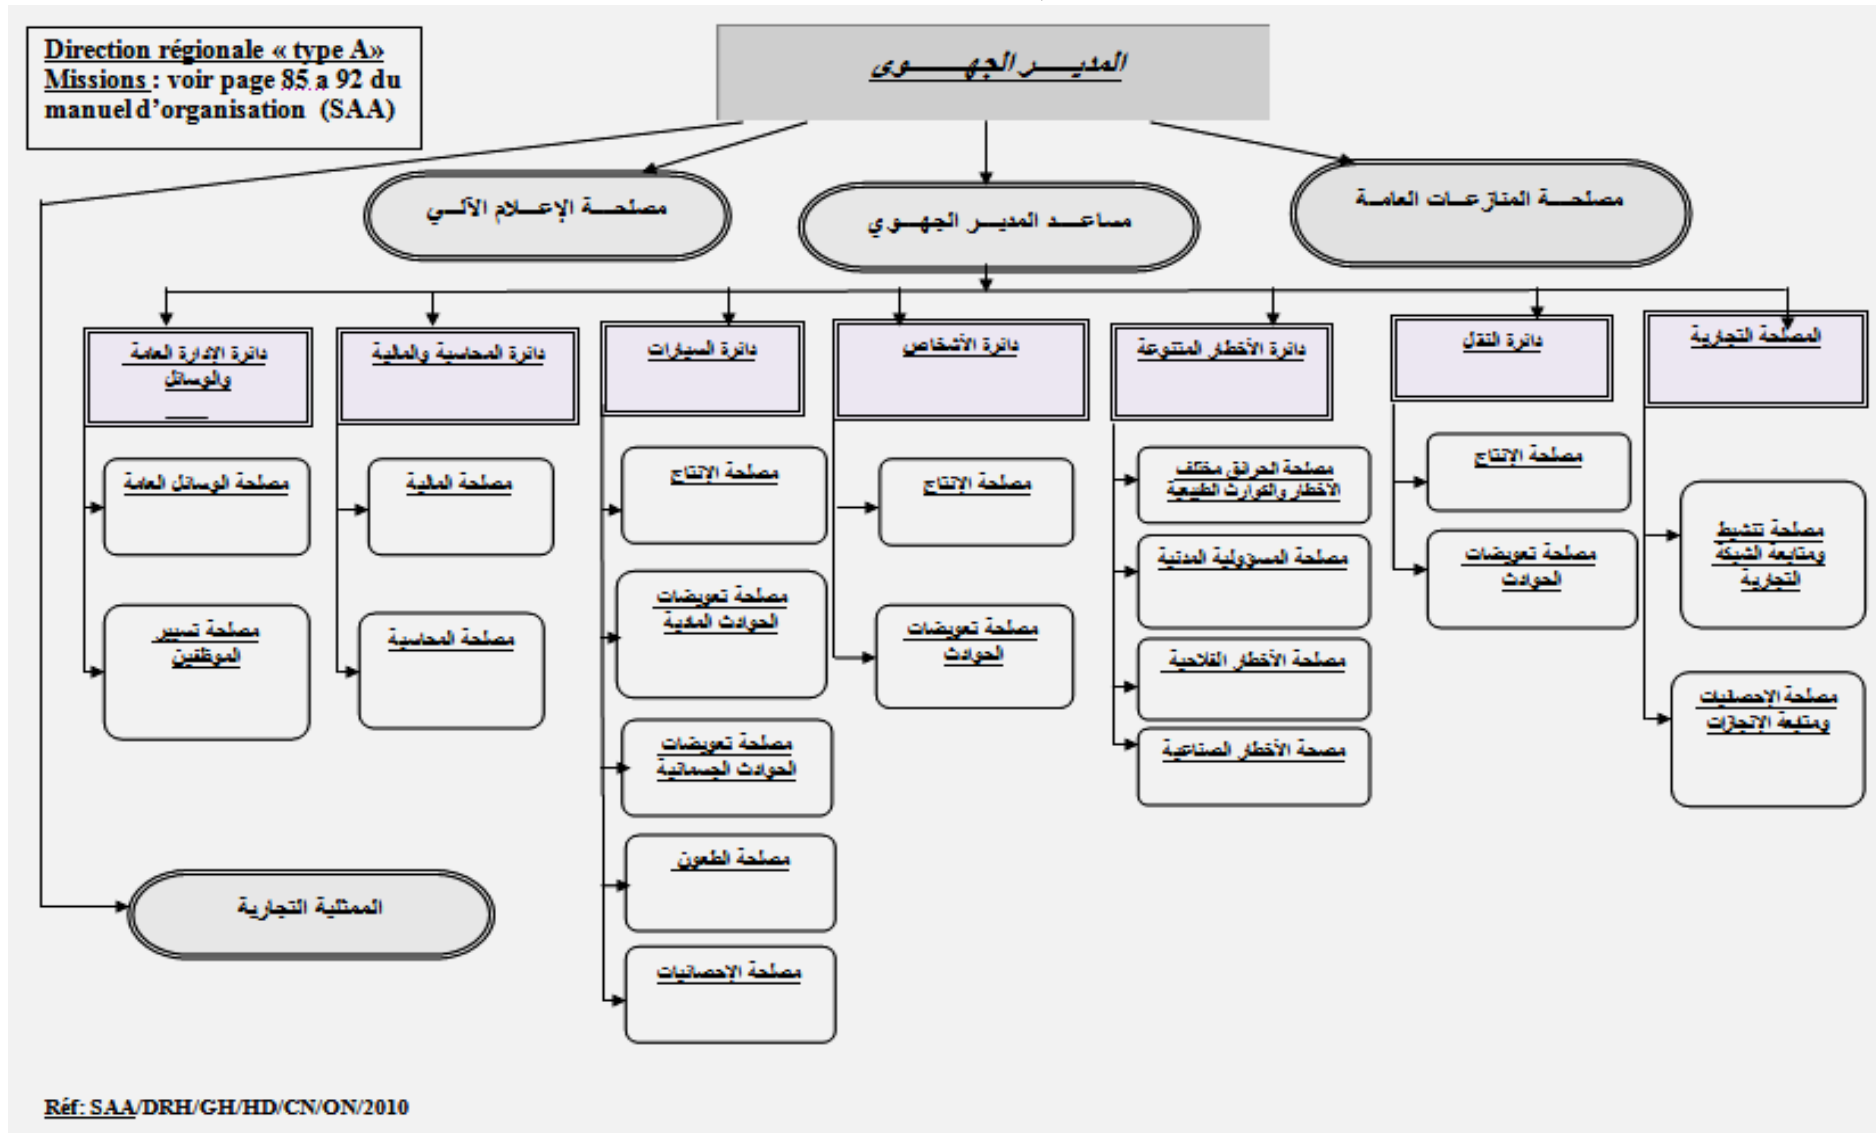 Direction régionale « type A»
Missions : voir page 85 a 92 du
manuel d’organisation (SAA)
المديـــر الجهـــوى
مصلحـــة المنازعـــات العامـــة
مساعـــد المديـــر الجهـــوي
مصلحـــة الإعـــلام الآلـــي
المصلحة التجارية
دائرة النقل
دائرة الأخطار المتنوعة
دائرة الأشخاص
دائرة السيارات
دائرة المحاسبة والمالية
دائرة الإدارة العامة
والوسائل
مصلحة تنشيط
ومتابعة الشبكة
التجارية
مصلحة الإحصائيات
ومتابعة الإنجازات
مصلحة الإنتاج
مصلحة تعويضات
الحوادث
مصلحة الحرائق مختلف
الأخطار والكوارث الطبيعية
مصلحة المسؤولية المدنية
مصلحة الأخطار الفلاحية
مصحة الأخطار الصناعية
مصلحة الإنتاج
مصلحة تعويضات
الحوادث
مصلحة الإنتاج
مصلحة تعويضات
الحوادث المادية
مصلحة تعويضات
الحوادث الجسمانية
مصلحة الطعون
مصلحة الإحصائيات
مصلحة المالية
مصلحة المحاسبة
مصلحة الوسائل العامة
مصلحة تسيير
الموظفين
الممثلية التجارية
Réf: SAA/DRH/GH/HD/CN/ON/2010